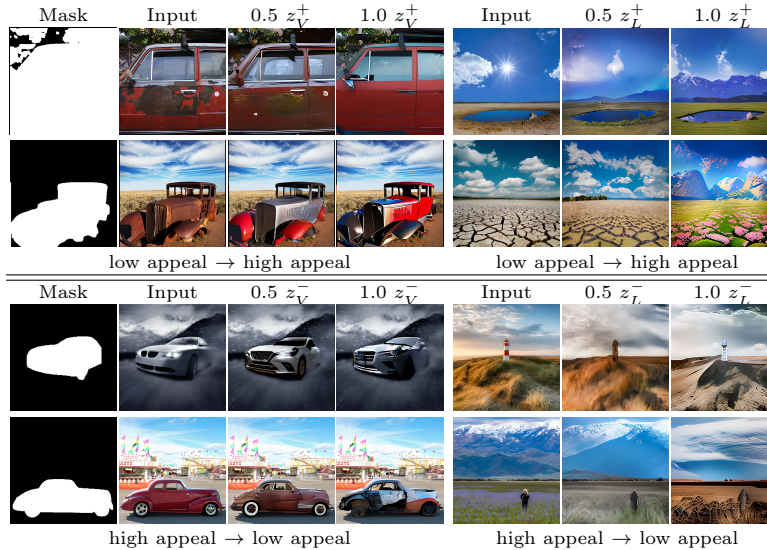 Mask Input 0.5 z_V^+ 1.0 z_V^+ Input 0.5 z_L^+ 1.0 z_L^+
low appeal → high appeal low appeal → high appeal
Mask Input 0.5 z_V^- 1.0 z_V^- Input 0.5 z_L^- 1.0 z_L^-
high appeal → low appeal high appeal → low appeal